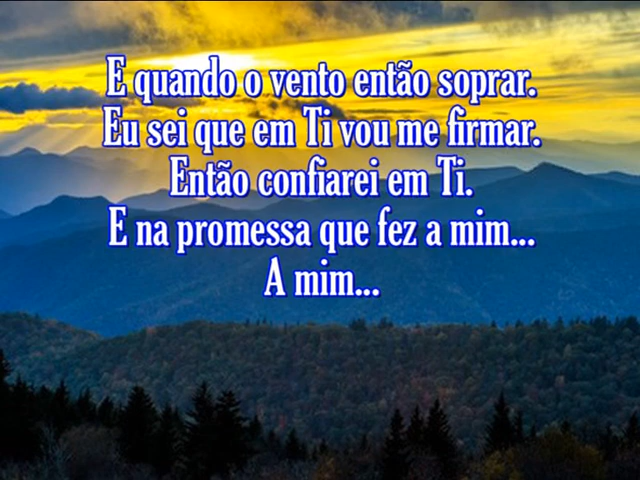 E quando o vento então soprar.
Eu sei que em Ti vou me firmar.
Então confiarei em Ti.
E na promessa que fez a mim...
A mim...